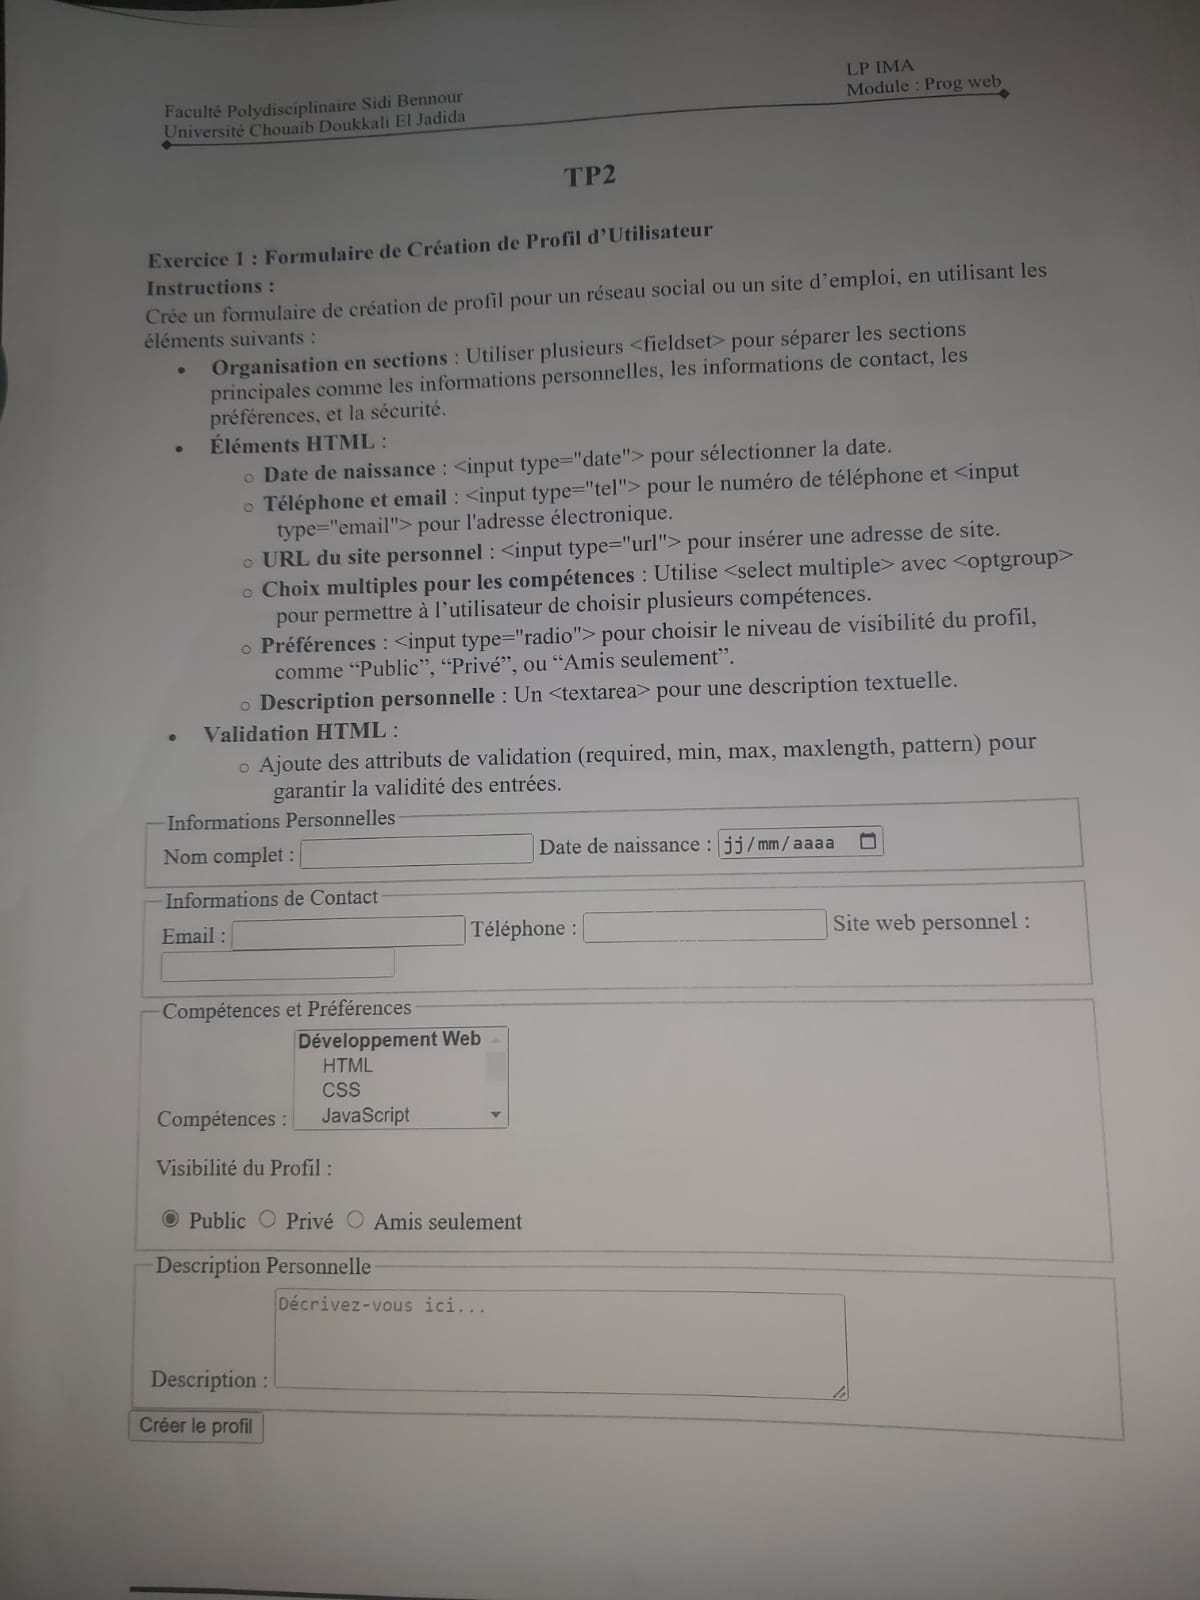 Faculté Polydisciplinaire Sidi Bennour
Université Chouaib Doukkali El Jadida
LP IMA
Module : Prog web
TP2
Exercice 1 : Formulaire de Création de Profil d’Utilisateur
Instructions :
Crée un formulaire de création de profil pour un réseau social ou un site d’emploi, en utilisant les
éléments suivants :
• Organisation en sections : Utiliser plusieurs <fieldset> pour séparer les sections
principales comme les informations personnelles, les informations de contact, les
préférences, et la sécurité.
• Éléments HTML :
o Date de naissance : <input type="date"> pour sélectionner la date.
o Téléphone et email : <input type="tel"> pour le numéro de téléphone et <input
type="email"> pour l'adresse électronique.
o URL du site personnel : <input type="url"> pour insérer une adresse de site.
o Choix multiples pour les compétences : Utilise <select multiple> avec <optgroup>
pour permettre à l’utilisateur de choisir plusieurs compétences.
o Préférences : <input type="radio"> pour choisir le niveau de visibilité du profil,
comme “Public”, “Privé”, ou “Amis seulement”.
o Description personnelle : Un <textarea> pour une description textuelle.
• Validation HTML :
o Ajoute des attributs de validation (required, min, max, maxlength, pattern) pour
garantir la validité des entrées.
Informations Personnelles
Nom complet : Date de naissance : jj/mm/aaaa
Informations de Contact
Email : Téléphone : Site web personnel :
Compétences et Préférences
Développement Web
HTML
CSS
JavaScript
Compétences :
Visibilité du Profil :
Public Privé Amis seulement
Description Personnelle
Décrivez-vous ici...
Description :
Créer le profil